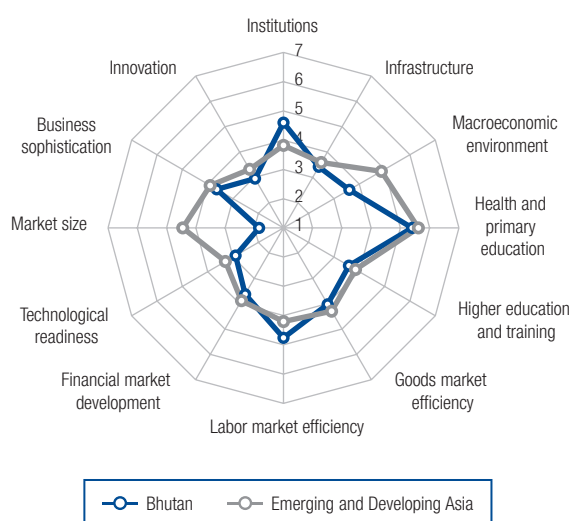 Institutions
7
6
5
4
3
2
1
Infrastructure
Macroeconomic
environment
Health and
primary
education
Higher education
and training
Goods market
efficiency
Labor market efficiency
Financial market
development
Technological
readiness
Market size
Business
sophistication
Innovation
Bhutan
Emerging and Developing Asia